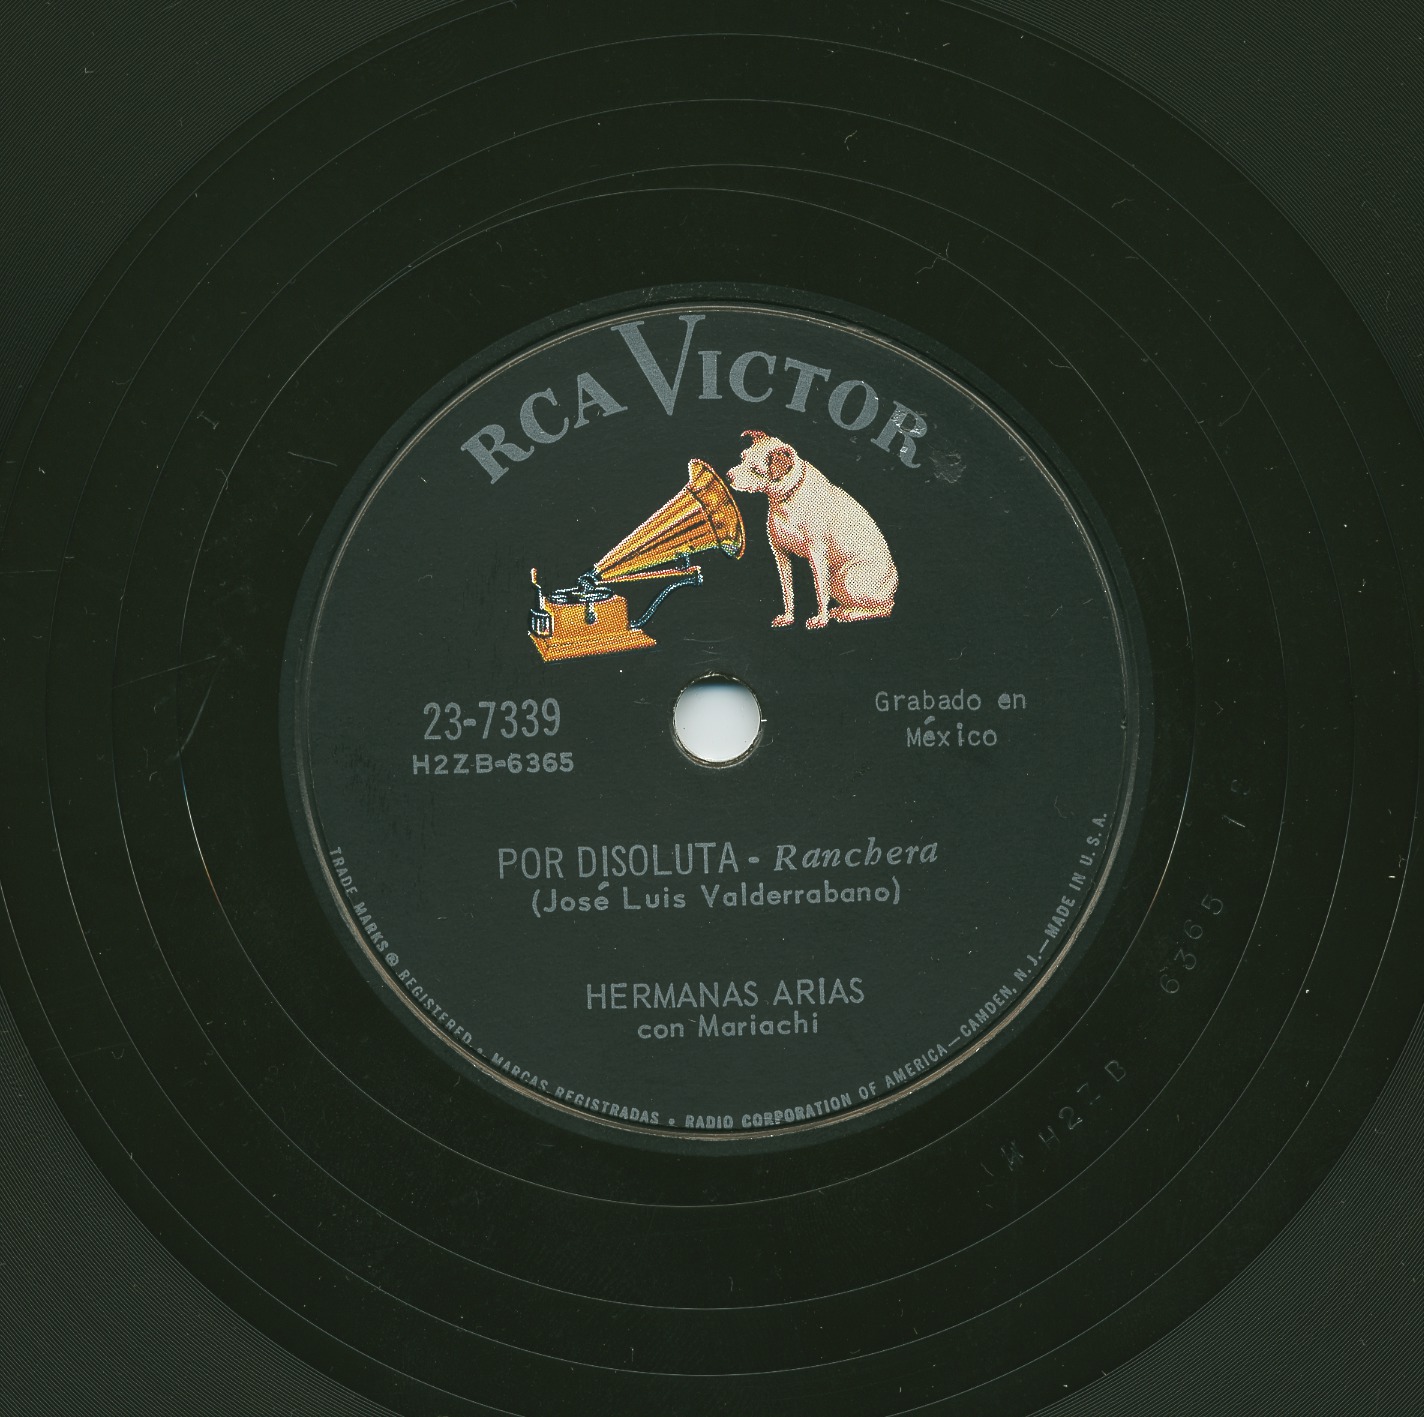 RCA VICTOR
23-7339
H2ZB-6365
Grabado en
México
POR DISOLUTA - Ranchera
(José Luis Valderrabano)
HERMANAS ARIAS
con Mariachi
TRADE MARKS ® REGISTERED • MARCAS REGISTRADAS • RADIO CORPORATION OF AMERICA—CAMDEN, N. J.—MADE IN U. S. A.
H2-Z-B 6365